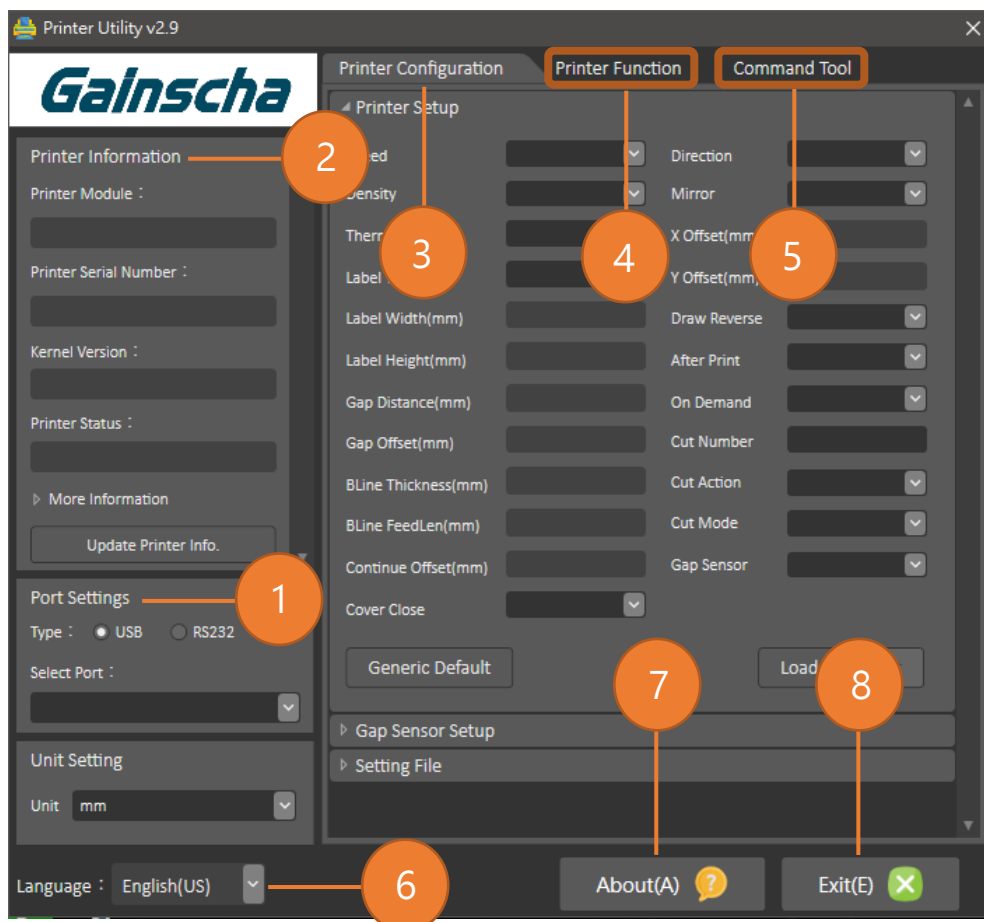 Printer Utility v2.9
Gainscha
Printer Information
Printer Module :
Printer Serial Number :
Kernel Version :
Printer Status :
More Information
Update Printer Info.
Port Settings
Type : USB RS232
Select Port :
Unit Setting
Unit mm
Language : English(US)
Printer Configuration Printer Function Command Tool
Printer Setup
Density
Label Width(mm)
Label Height(mm)
Gap Distance(mm)
Gap Offset(mm)
BLine Thickness(mm)
BLine FeedLen(mm)
Continue Offset(mm)
Cover Close
Direction
Mirror
X Offset(mm)
Y Offset(mm)
Draw Reverse
After Print
On Demand
Cut Number
Cut Action
Cut Mode
Gap Sensor
Generic Default
Load
Gap Sensor Setup
Setting File
About(A)
Exit(E)
1
2
3
4
5
6
7
8